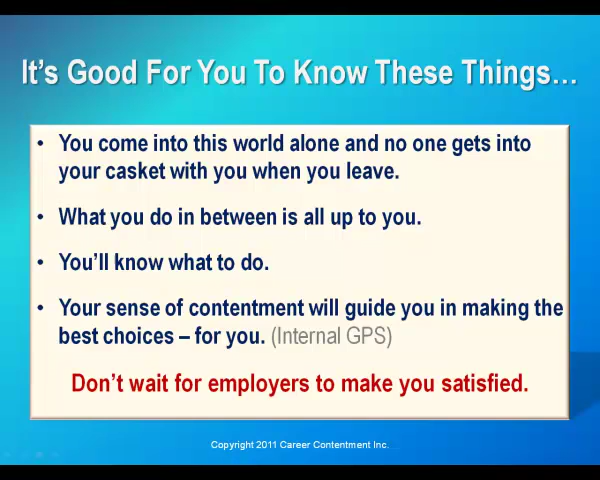 It's Good For You To Know These Things…
• You come into this world alone and no one gets into
your casket with you when you leave.
• What you do in between is all up to you.
• You'll know what to do.
• Your sense of contentment will guide you in making the
best choices – for you. (Internal GPS)
Don't wait for employers to make you satisfied.
Copyright 2011 Career Contentment Inc.